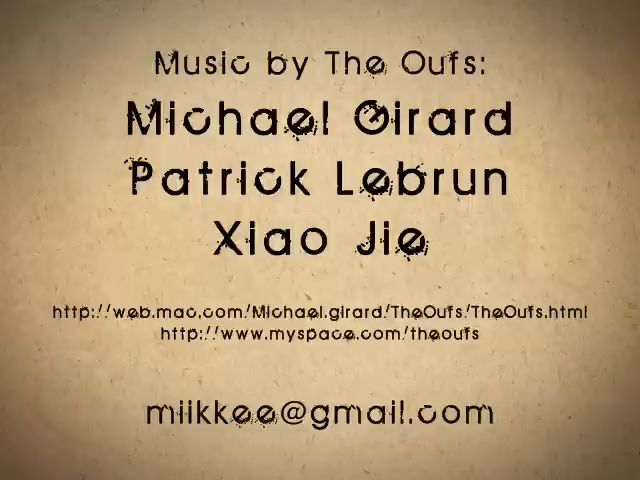 Music by The Oufs:
Michael Girard
Patrick Lebrun
Xiao Jie
http://web.mac.com/Michael.girard/TheOufs/TheOufs.html
http://www.myspace.com/theoufs
miikkee@gmail.com